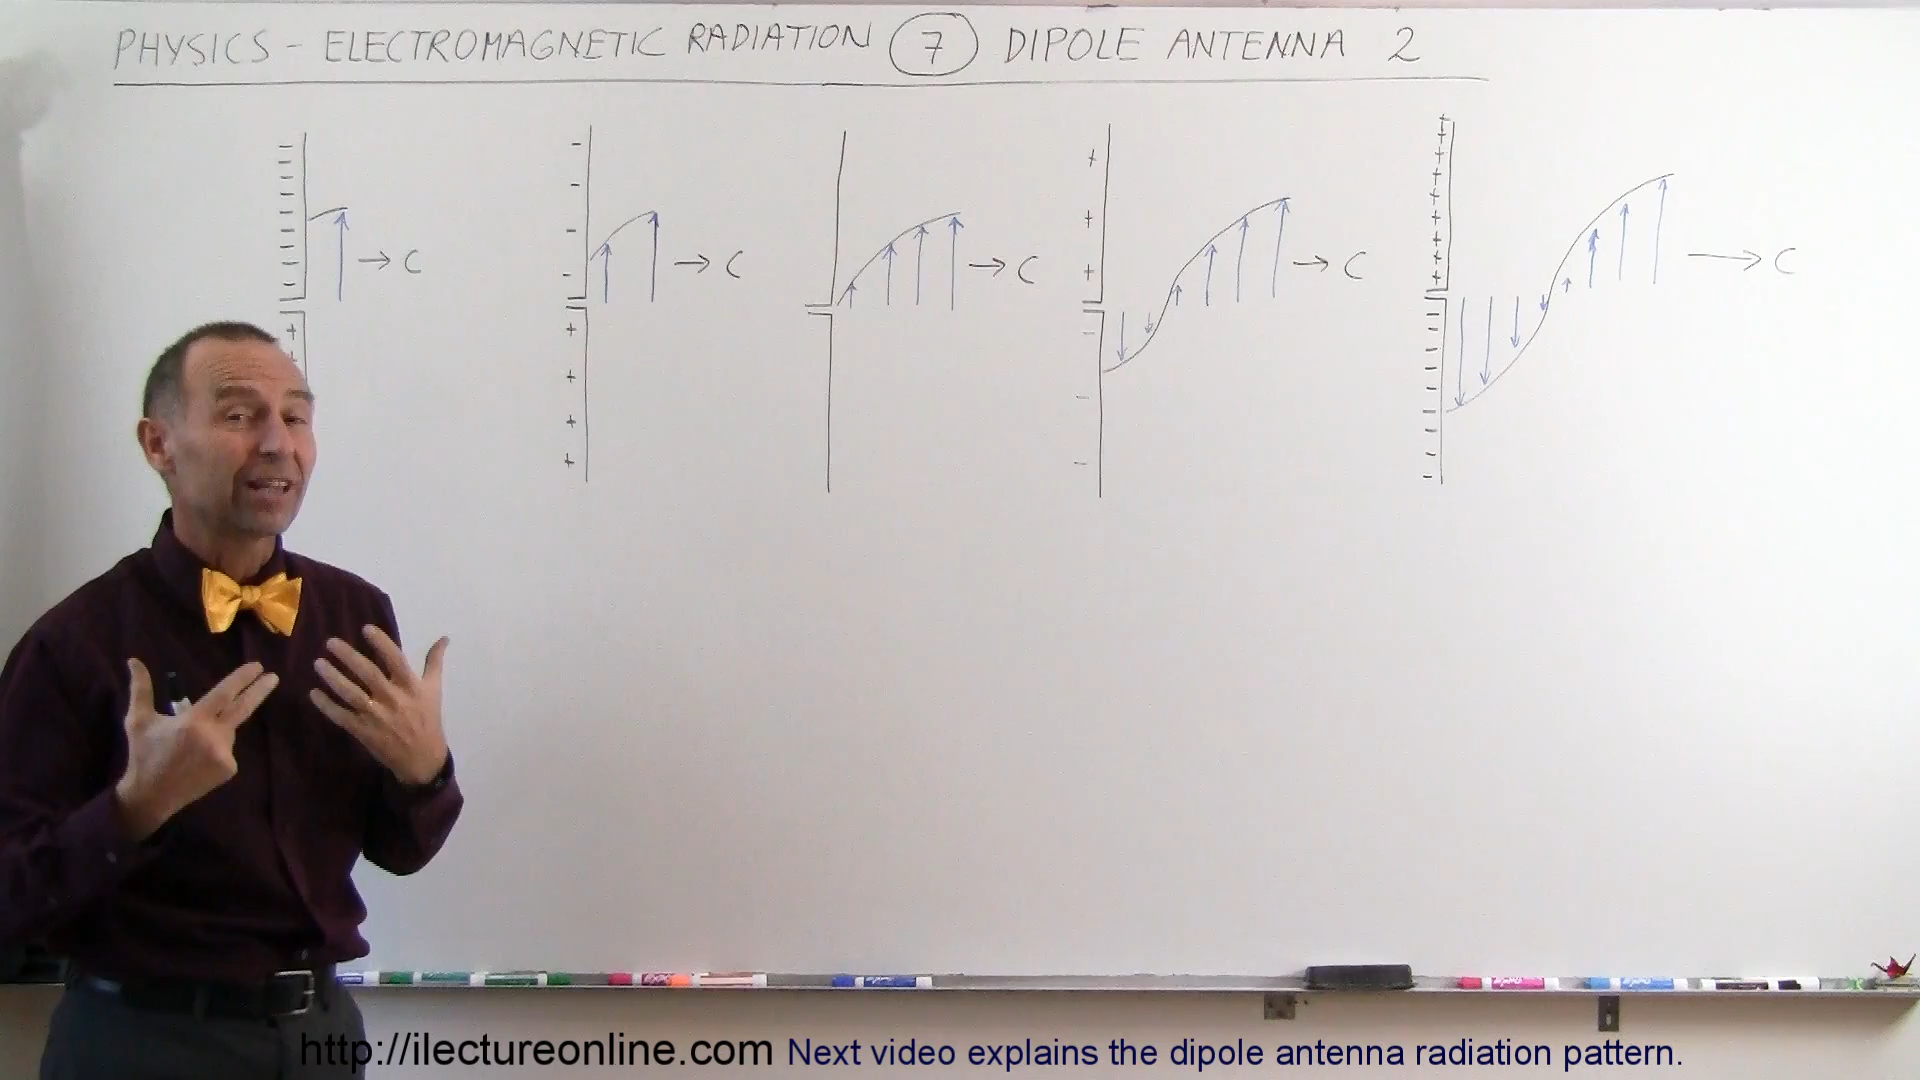 PHYSICS - ELECTROMAGNETIC RADIATION 7 DIPOLE ANTENNA 2
→ C → C → C → C → C
http://ilectureonline.com Next video explains the dipole antenna radiation pattern.